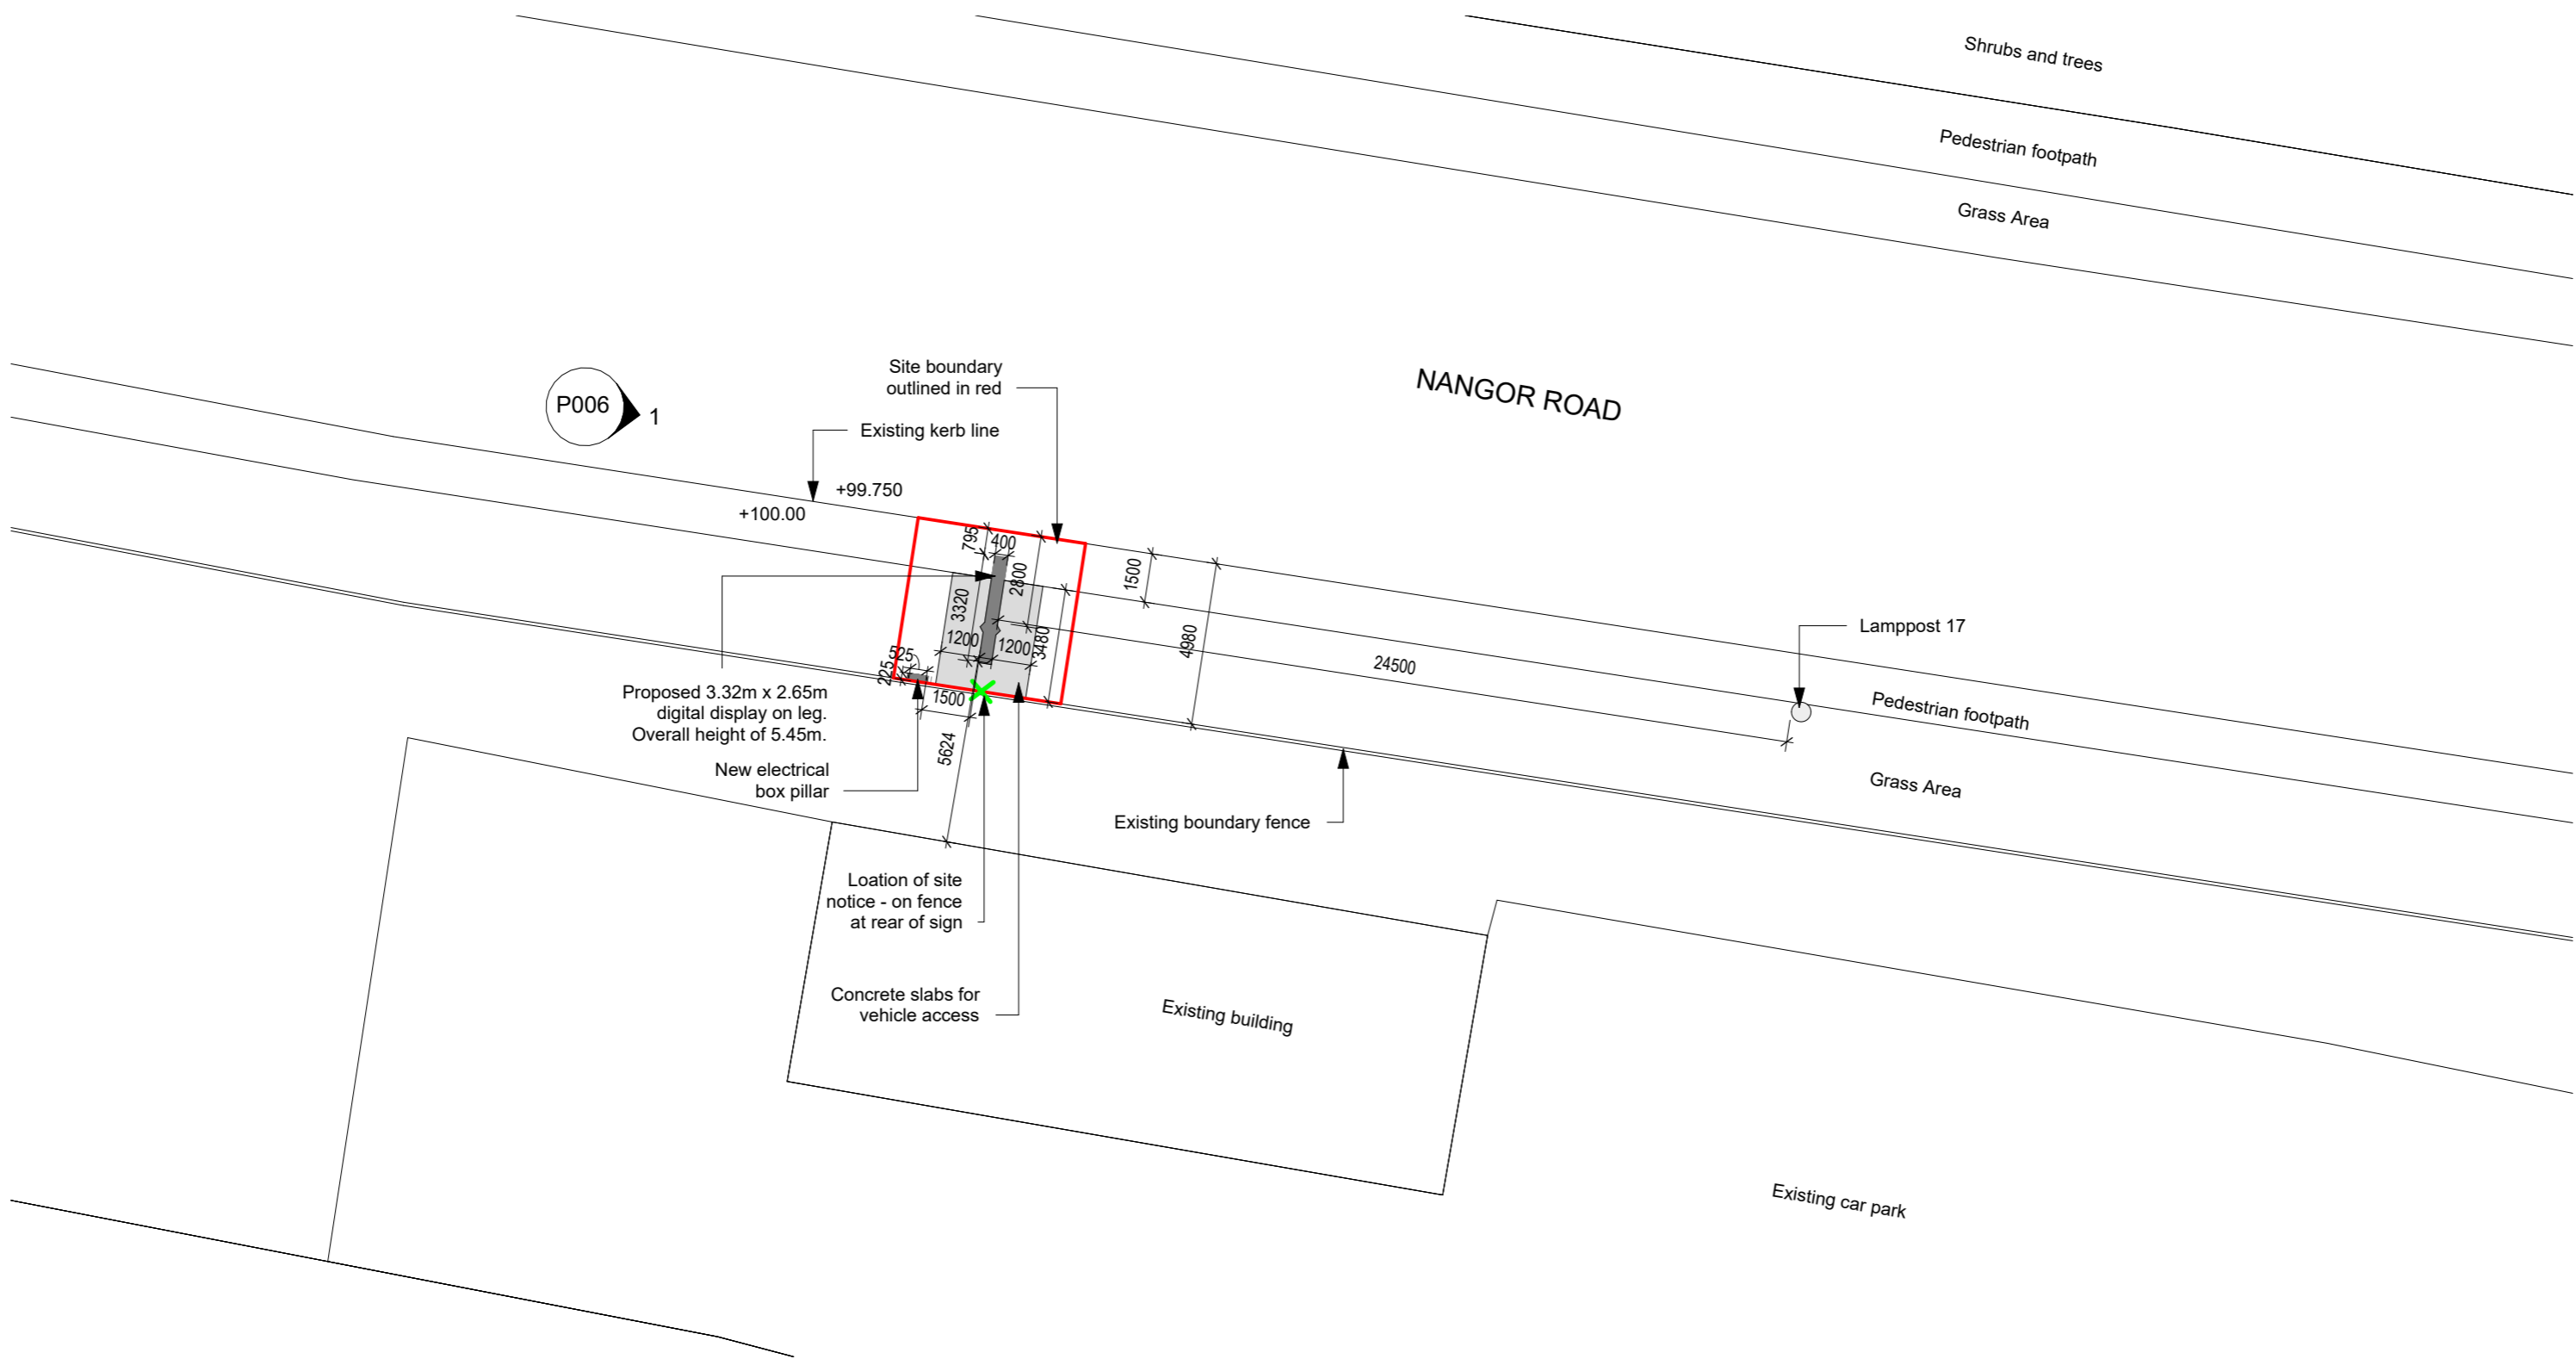 Shrubs and trees
Pedestrian footpath
Grass Area
NANGOR ROAD
Site boundary
outlined in red
P006
1
Existing kerb line
+99.750
+100.00
795
400
2800
1500
3320
1200
1200
3480
4980
525
225
1500
24500
Lamppost 17
Pedestrian footpath
Grass Area
Proposed 3.32m x 2.65m
digital display on leg.
Overall height of 5.45m.
5624
New electrical
box pillar
Existing boundary fence
Loation of site
notice - on fence
at rear of sign
Concrete slabs for
vehicle access
Existing building
Existing car park